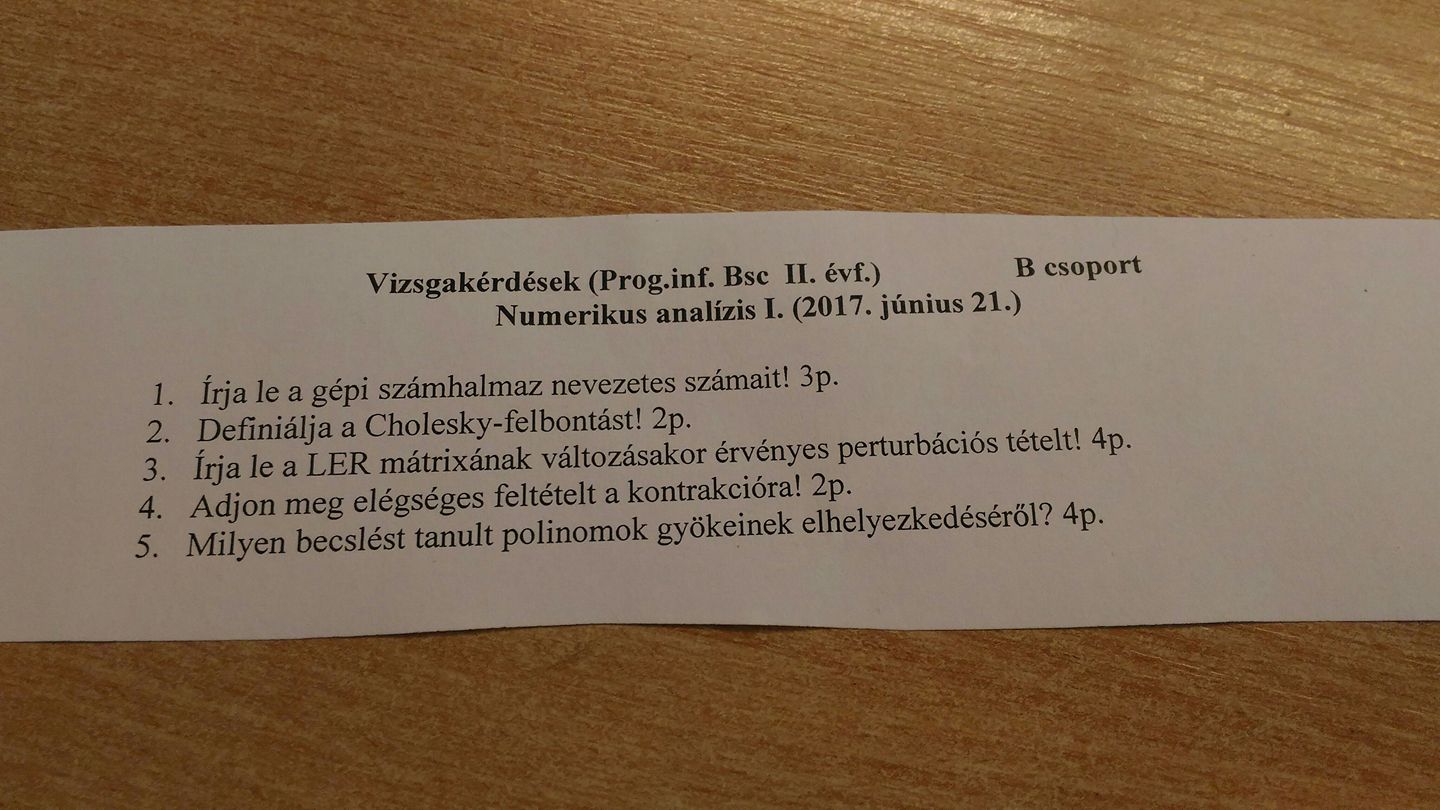 Vizsgakérdések (Prog.inf. Bsc II. évf.) B csoport
Numerikus analízis I. (2017. június 21.)
1. Írja le a gépi számhalmaz nevezetes számait! 3p.
2. Definiálja a Cholesky-felbontást! 2p.
3. Írja le a LER mátrixának változásakor érvényes perturbációs tételt! 4p.
4. Adjon meg elégséges feltételt a kontrakcióra! 2p.
5. Milyen becslést tanult polinomok gyökeinek elhelyezkedéséről? 4p.